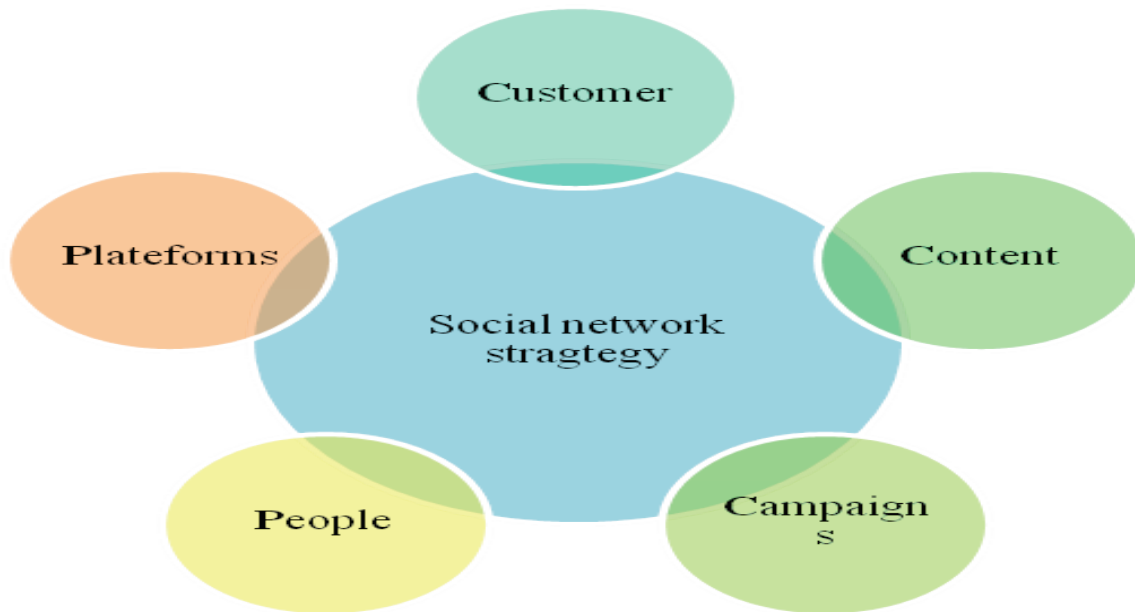 Customer
Plateforms
Content
Social network
stragtegy
People
Campaign
s